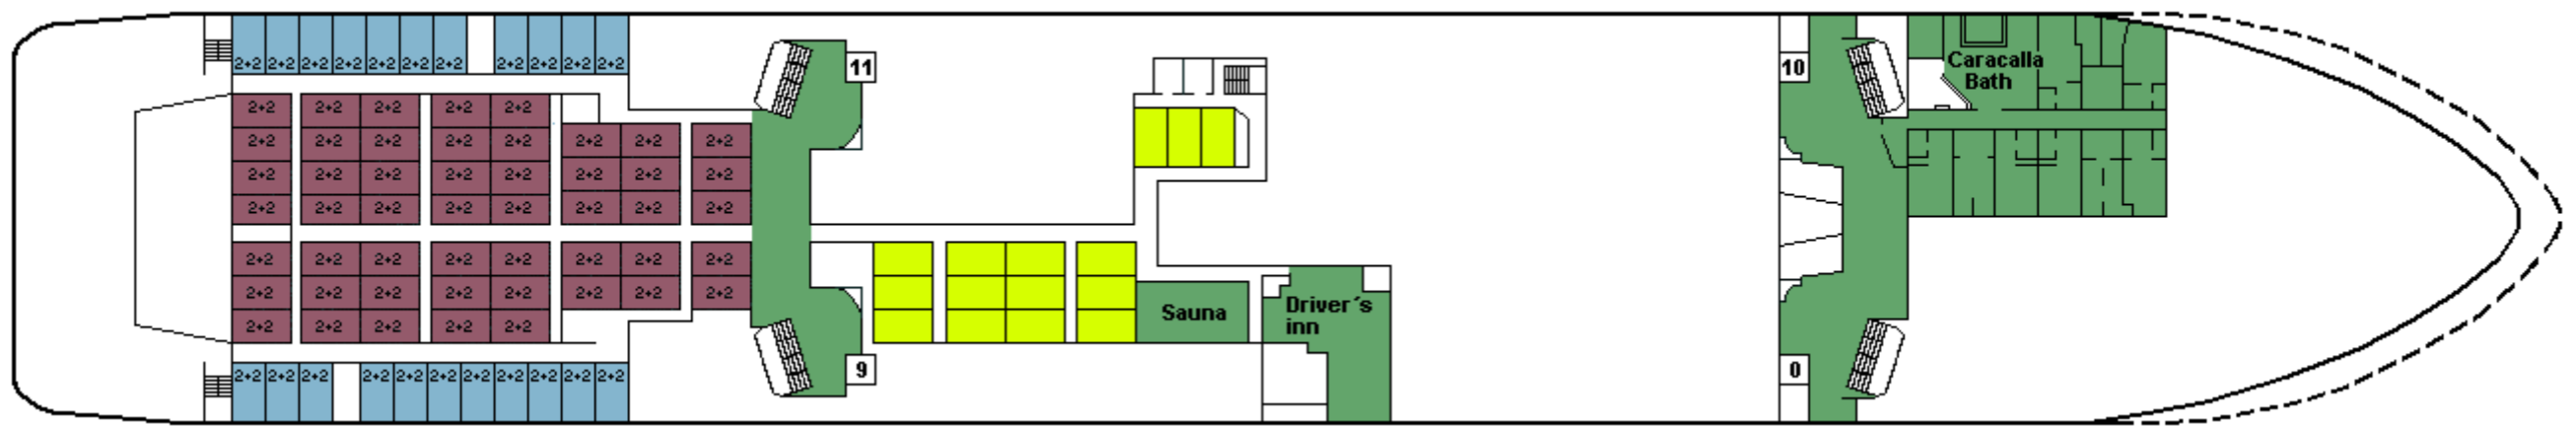 2+2 2+2 2+2 2+2 2+2 2+2 2+2 2+2 2+2 2+2 2+2
11
10
Caracalla
Bath
2+2 2+2 2+2 2+2 2+2
2+2 2+2 2+2 2+2 2+2 2+2 2+2 2+2
2+2 2+2 2+2 2+2 2+2 2+2 2+2 2+2
2+2 2+2 2+2 2+2 2+2 2+2 2+2 2+2
2+2 2+2 2+2 2+2 2+2 2+2 2+2 2+2
2+2 2+2 2+2 2+2 2+2 2+2 2+2 2+2
2+2 2+2 2+2 2+2 2+2
Sauna
Driver´s
inn
2+2 2+2 2+2 2+2 2+2 2+2 2+2 2+2 2+2 2+2 2+2
9
0